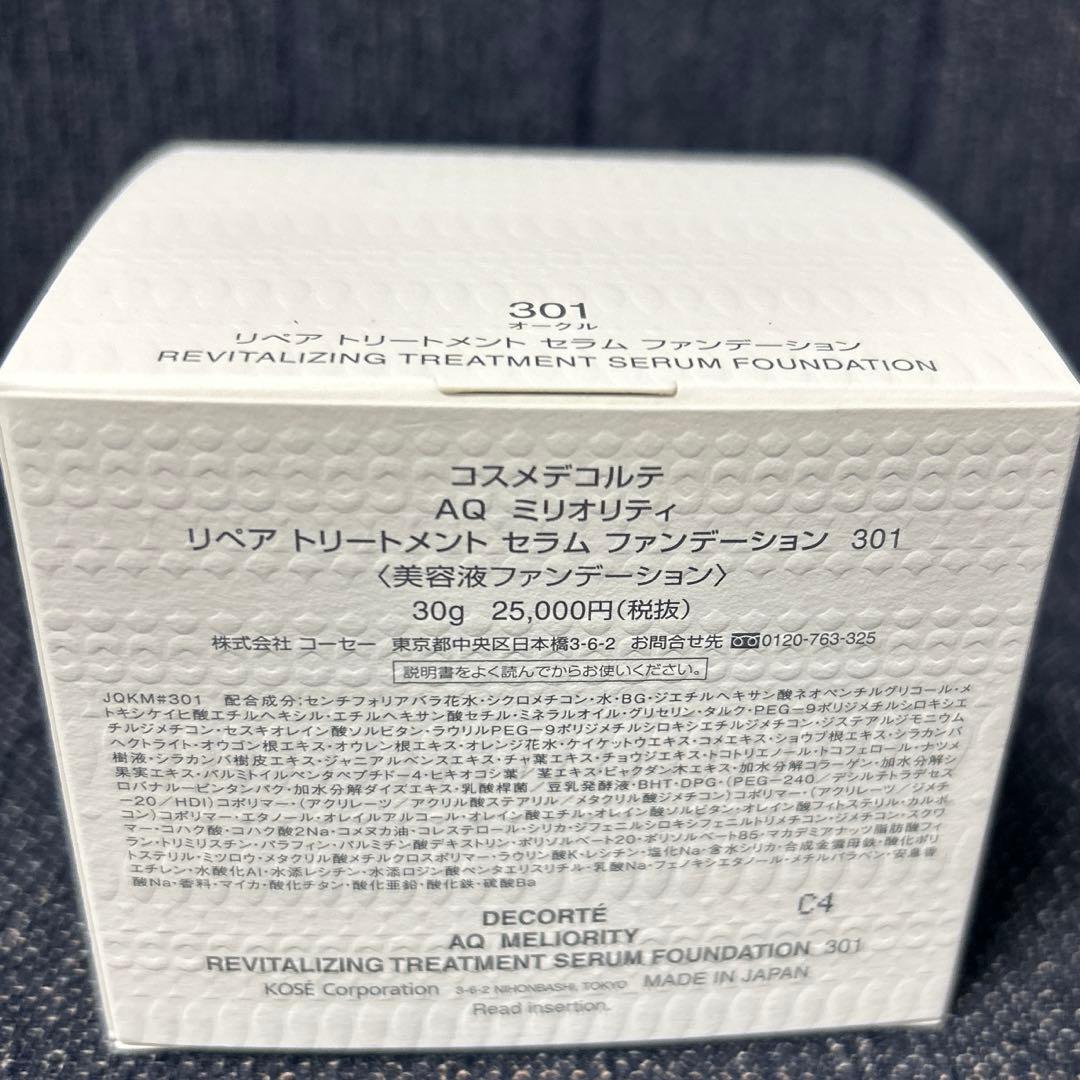 301
オークル
リペア トリートメント セラム ファンデーション
REVITALIZING TREATMENT SERUM FOUNDATION
コスメデコルテ
AQ ミリオリティ
リペア トリートメント セラム ファンデーション 301
〈美容液ファンデーション〉
30g 25,000円(税抜)
株式会社 コーセー 東京都中央区日本橋3-6-2 お問合せ先 0120-763-325
説明書をよく読んでからお使いください。
JQKM#301 配合成分:センチフォリアバラ花水・シクロメチコン・水・BG・ジエチルヘキサン酸ネオペンチルグリコール・メ
トキシケイヒ酸エチルヘキシル・エチルヘキサン酸セチル・ミネラルオイル・グリセリン・タルク・PEG-9ポリジメチルシロキシエ
チルジメチコン・セスキオレイン酸ソルビタン・ラウリルPEG-9ポリジメチルシロキシエチルジメチコン・ジステアルジモニウム
ヘクトライト・オウゴン根エキス・オウレン根エキス・オレンジ花水・ケイケットウエキス・コメエキス・ショウブ根エキス・シラカンバ
樹液・シラカンバ樹皮エキス・ジャニアルベンスエキス・チャ葉エキス・チョウジエキス・トコトリエノール・トコフェロール・ナツメ
果実エキス・パルミトイルペンタペプチド-4・ヒキオコシ葉/茎エキス・ビャクダン木エキス・加水分解コラーゲン・加水分解シ
ロバナルーピンタンパク・加水分解ダイズエキス・乳酸桿菌/豆乳発酵液・BHT・DPG・(PEG-240/デシルテトラデセス
-20/HDI)コポリマー・(アクリレーツ/アクリル酸ステアリル/メタクリル酸ジメチコン)コポリマー・(アクリレーツ/ジメチ
コン)コポリマー・エタノール・オレイルアルコール・オレイン酸エチル・オレイン酸ソルビタン・オレイン酸フィトステリル・カルボ
マー・コハク酸・コハク酸2Na・コメヌカ油・コレステロール・シリカ・ジフェニルシロキシフェニルトリメチコン・ジメチコン・スクワ
ラン・トリミリスチン・パラフィン・パルミチン酸デキストリン・ポリソルベート20・ポリソルベート85・マカデミアナッツ脂肪酸フィ
トステリル・ミツロウ・メタクリル酸メチルクロスポリマー・ラウリン酸K・レシチン・塩化Na・含水シリカ・合成金雲母鉄・酸化ポリ
エチレン・水酸化Al・水添レシチン・水添ロジン酸ペンタエリスリチル・乳酸Na・フェノキシエタノール・メチルパラベン・安息香
酸Na・香料・マイカ・酸化チタン・酸化亜鉛・酸化鉄・硫酸Ba
C4
DECORTÉ
AQ MELIORITY
REVITALIZING TREATMENT SERUM FOUNDATION 301
KOSÉ Corporation 3-6-2 NIHONBASHI, TOKYO MADE IN JAPAN
Read insertion.